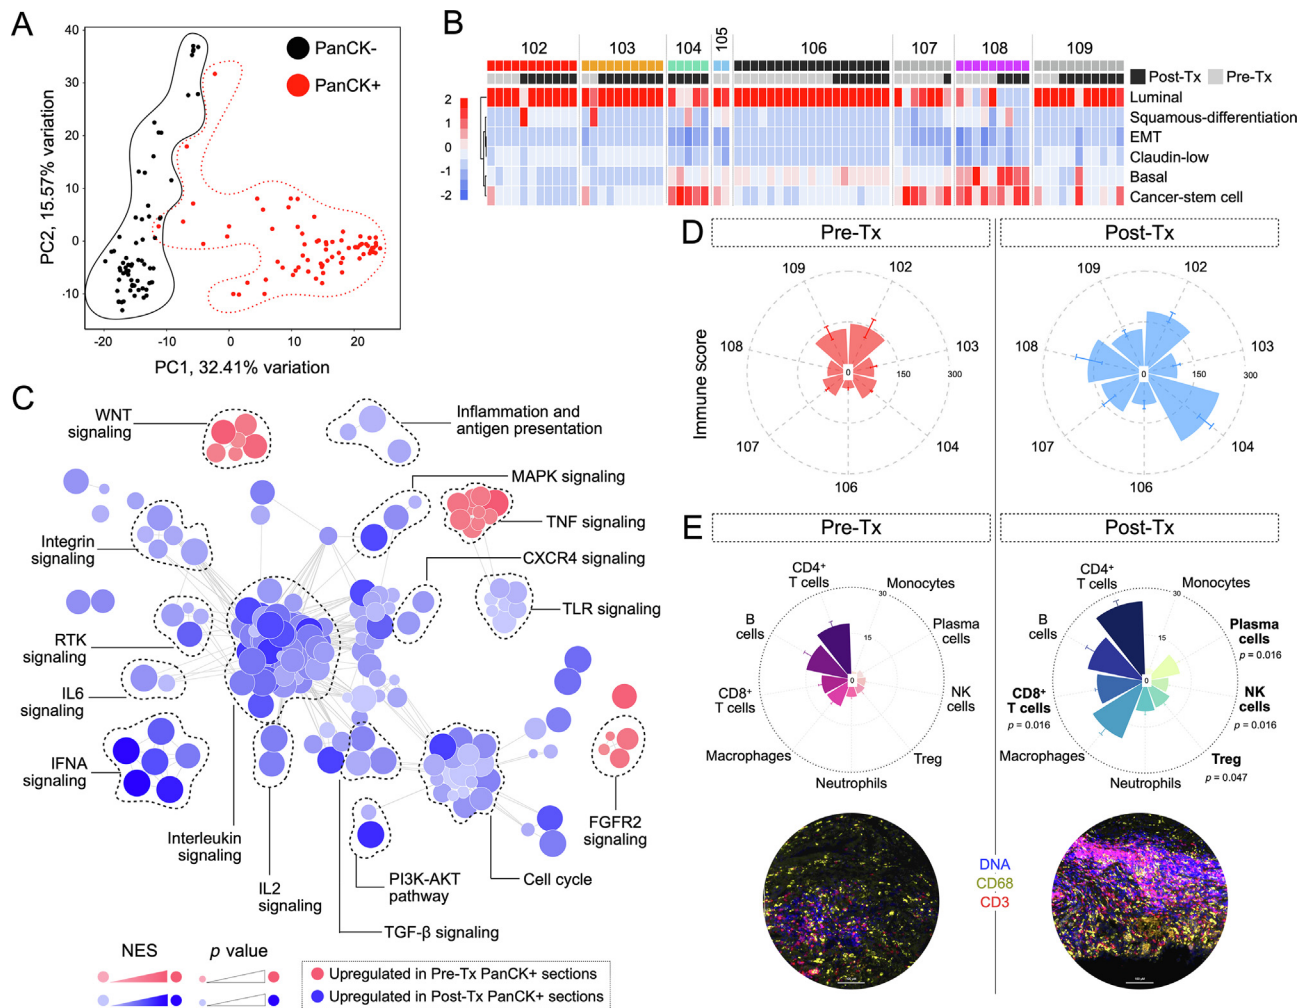 A
40
30
20
10
0
-10
-20
-10
0
10
20
PC2, 15.57% variation
PC1, 32.41% variation
PanCK-
PanCK+
B
102
103
104
105
106
107
108
109
Post-Tx
Pre-Tx
2
1
0
-1
-2
Luminal
Squamous-differentiation
EMT
Claudin-low
Basal
Cancer-stem cell
C
WNT
signaling
Inflammation and
antigen presentation
MAPK signaling
TNF signaling
Integrin
signaling
CXCR4 signaling
TLR signaling
RTK
signaling
IL6
signaling
IFNA
signaling
Interleukin
signaling
IL2
signaling
TGF-β signaling
PI3K-AKT
pathway
Cell cycle
FGFR2
signaling
NES
p value
Upregulated in Pre-Tx PanCK+ sections
Upregulated in Post-Tx PanCK+ sections
D
Pre-Tx
Post-Tx
Immune score
109
102
108
103
0
150
300
107
104
106
109
102
108
103
0
150
300
107
104
106
E
Pre-Tx
Post-Tx
CD4+
T cells
Monocytes
30
15
0
B
cells
Plasma
cells
CD8+
T cells
NK
cells
Macrophages
Treg
Neutrophils
CD4+
T cells
Monocytes
30
15
0
B
cells
Plasma
cells
p = 0.016
CD8+
T cells
p = 0.016
NK
cells
p = 0.016
Macrophages
Treg
p = 0.047
Neutrophils
DNA
CD68
CD3